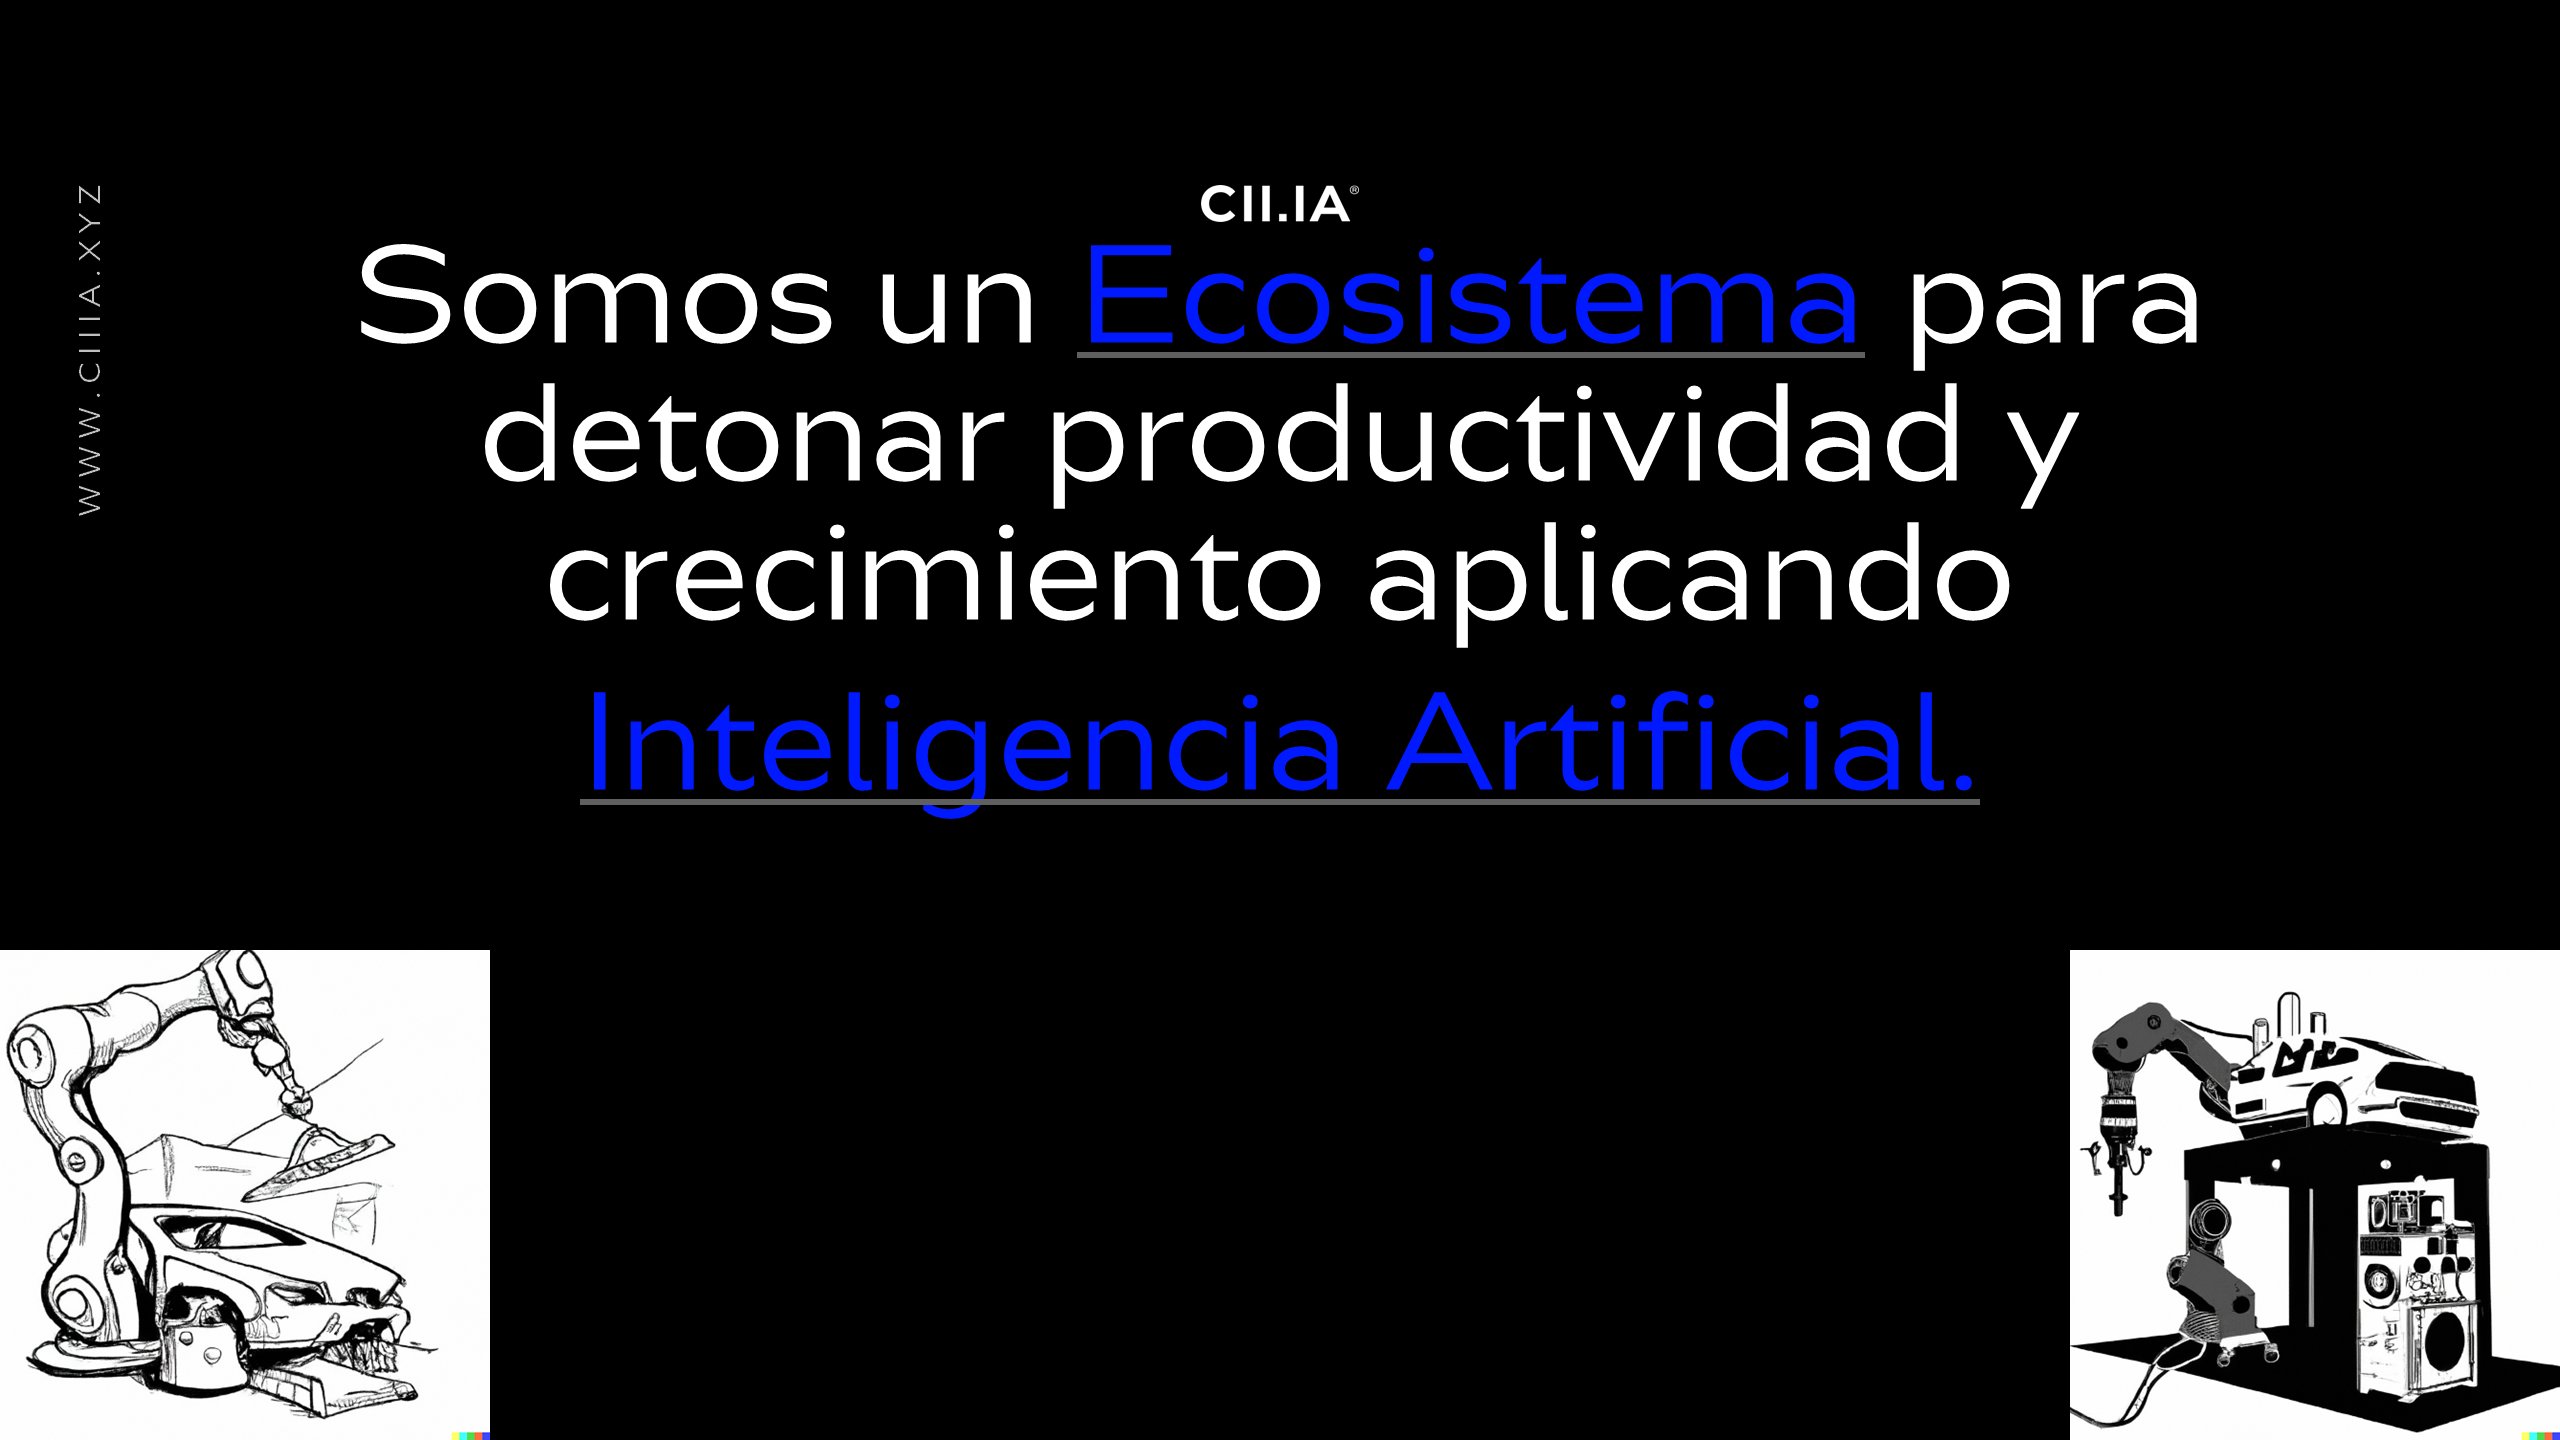 WWW.CIIIA.XYZ
CII.IA®
Somos un Ecosistema para
detonar productividad y
crecimiento aplicando
Inteligencia Artificial.